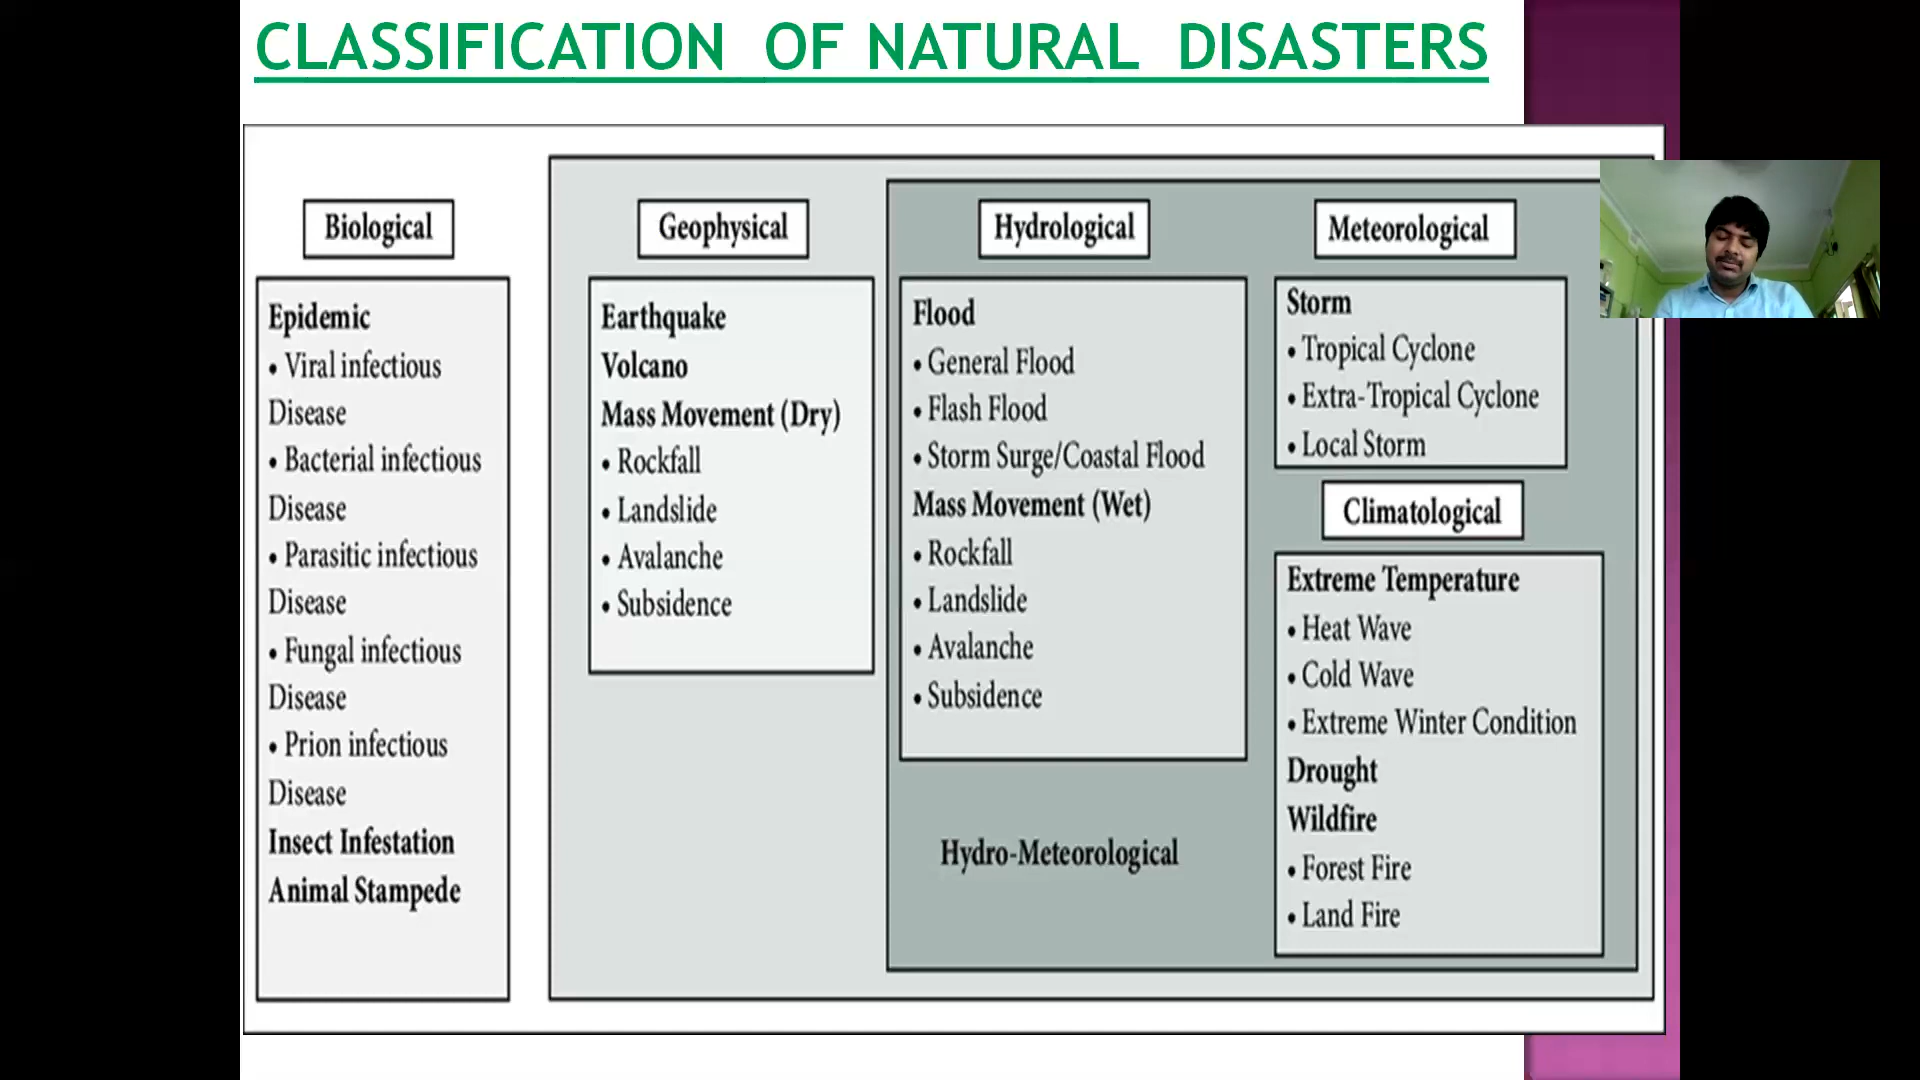 CLASSIFICATION OF NATURAL DISASTERS
Biological
Epidemic
• Viral infectious
Disease
• Bacterial infectious
Disease
• Parasitic infectious
Disease
• Fungal infectious
Disease
• Prion infectious
Disease
Insect Infestation
Animal Stampede
Geophysical
Earthquake
Volcano
Mass Movement (Dry)
• Rockfall
• Landslide
• Avalanche
• Subsidence
Hydrological
Flood
• General Flood
• Flash Flood
• Storm Surge/Coastal Flood
Mass Movement (Wet)
• Rockfall
• Landslide
• Avalanche
• Subsidence
Hydro-Meteorological
Meteorological
Storm
• Tropical Cyclone
• Extra-Tropical Cyclone
• Local Storm
Climatological
Extreme Temperature
• Heat Wave
• Cold Wave
• Extreme Winter Condition
Drought
Wildfire
• Forest Fire
• Land Fire